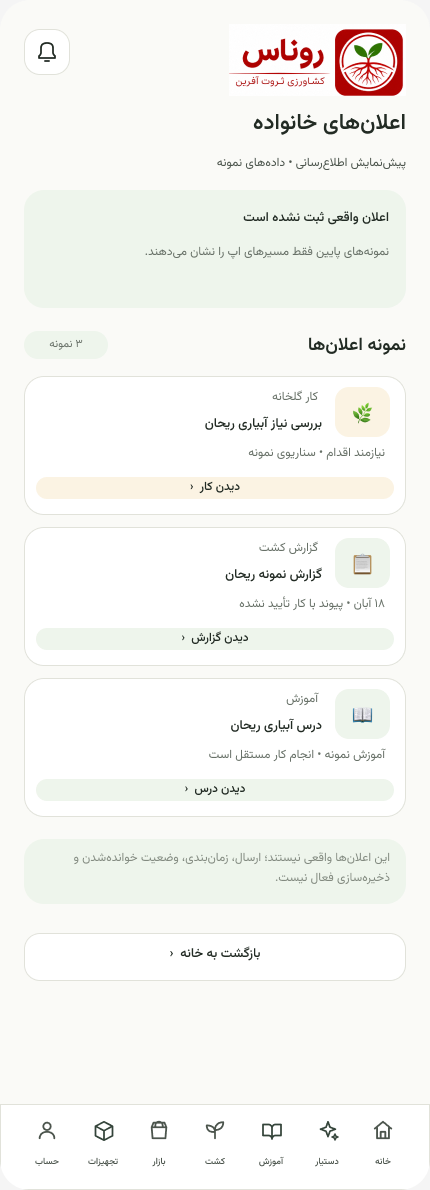 روناس
کشاورزی ثروت آفرین
اعلان‌های خانواده
پیش‌نمایش اطلاع‌رسانی • داده‌های نمونه
اعلان واقعی ثبت نشده است
نمونه‌های پایین فقط مسیرهای اپ را نشان می‌دهند.
نمونه اعلان‌ها
۳ نمونه
کار گلخانه
بررسی نیاز آبیاری ریحان
نیازمند اقدام • سناریوی نمونه
دیدن کار ‹
گزارش کشت
گزارش نمونه ریحان
۱۸ آبان • پیوند با کار تأیید نشده
دیدن گزارش ‹
آموزش
درس آبیاری ریحان
آموزش نمونه • انجام کار مستقل است
دیدن درس ‹
این اعلان‌ها واقعی نیستند؛ ارسال، زمان‌بندی، وضعیت خوانده‌شدن و
ذخیره‌سازی فعال نیست.
بازگشت به خانه ‹
خانه
دستیار
آموزش
کشت
بازار
تجهیزات
حساب